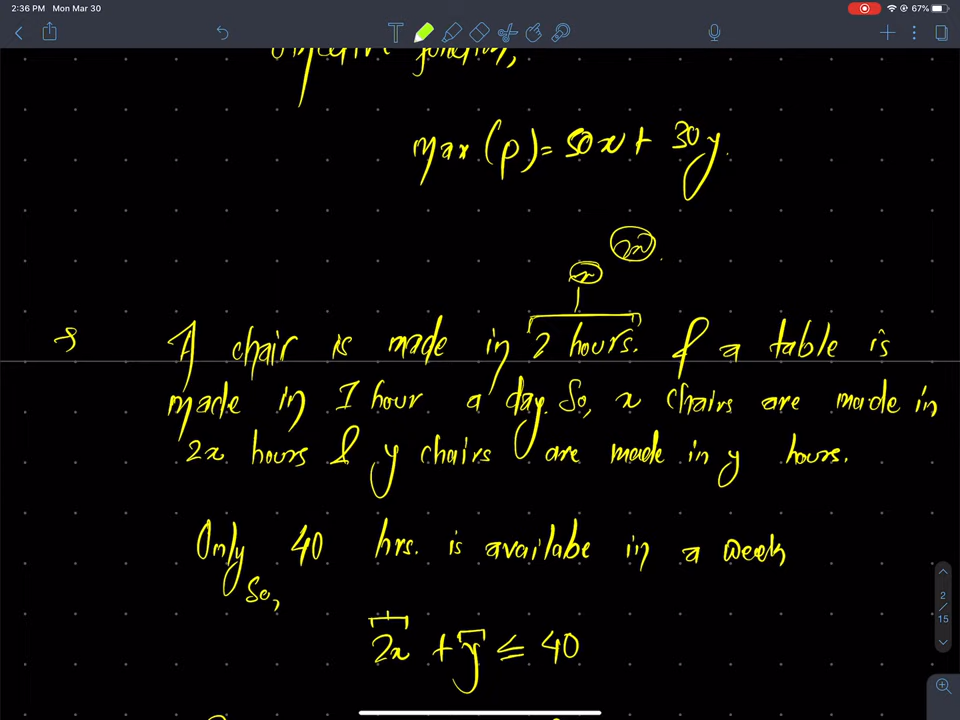 2:36 PM Mon Mar 30
67%
objective function,
max (p) = 50x + 30y.
x
2x
→ A chair is made in 2 hours. & a table is
made in 1 hour a day. So, x chairs are made in
2x hours & y chairs are made in y hours.
Only 40 hrs. is availabe in a week
So,
2x + y ≤ 40
2
/
15